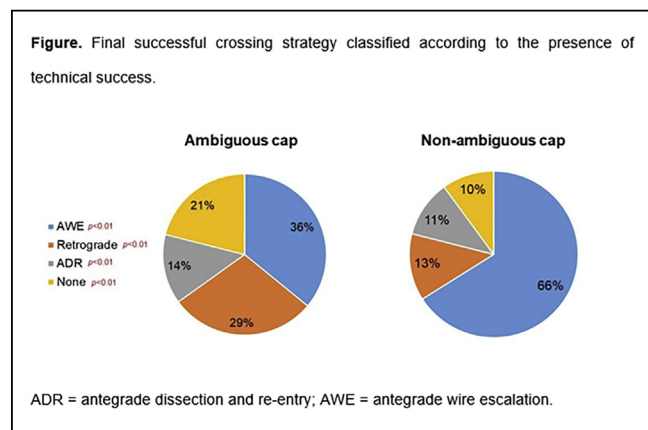 Figure. Final successful crossing strategy classified according to the presence of
technical success.
Ambiguous cap
Non-ambiguous cap
AWE p<0.01
Retrograde p<0.01
ADR p<0.01
None p<0.01
21%
36%
14%
29%
10%
11%
13%
66%
ADR = antegrade dissection and re-entry; AWE = antegrade wire escalation.